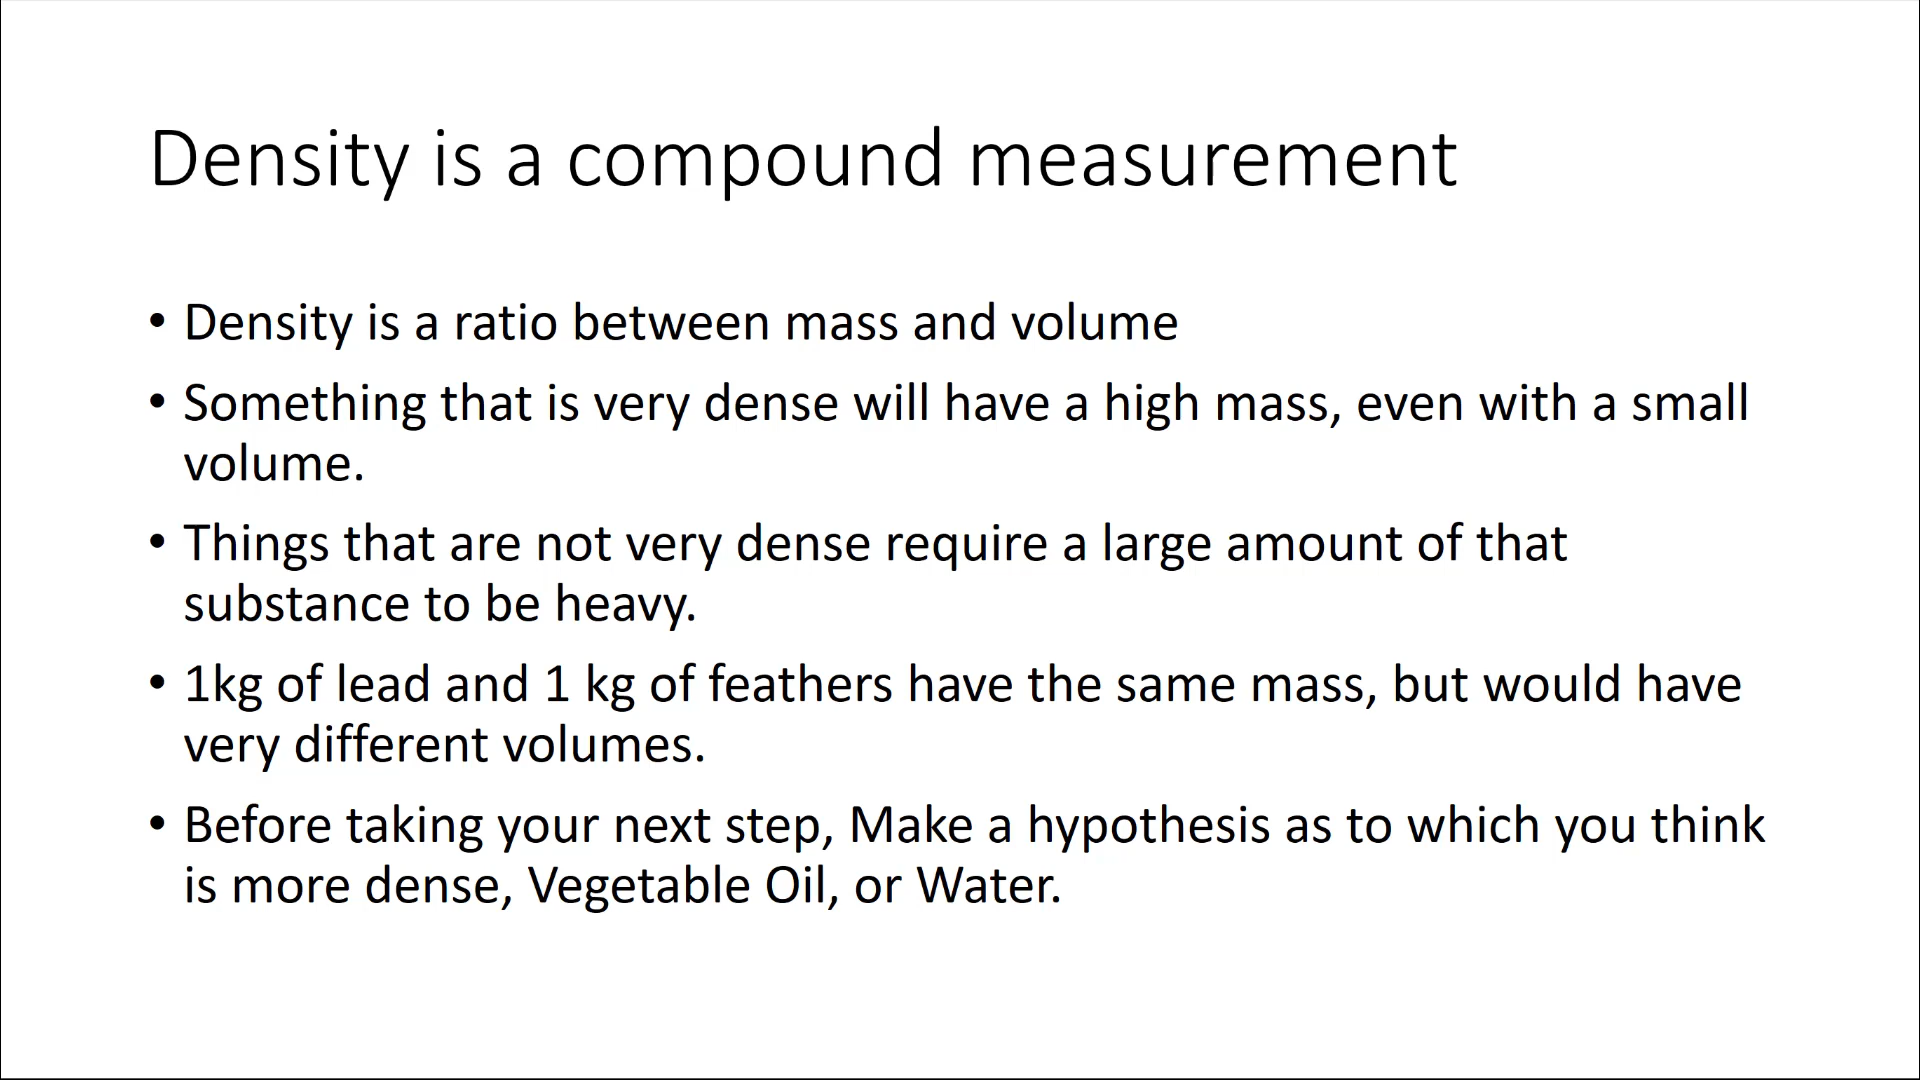 Density is a compound measurement
• Density is a ratio between mass and volume
• Something that is very dense will have a high mass, even with a small
volume.
• Things that are not very dense require a large amount of that
substance to be heavy.
• 1kg of lead and 1 kg of feathers have the same mass, but would have
very different volumes.
• Before taking your next step, Make a hypothesis as to which you think
is more dense, Vegetable Oil, or Water.